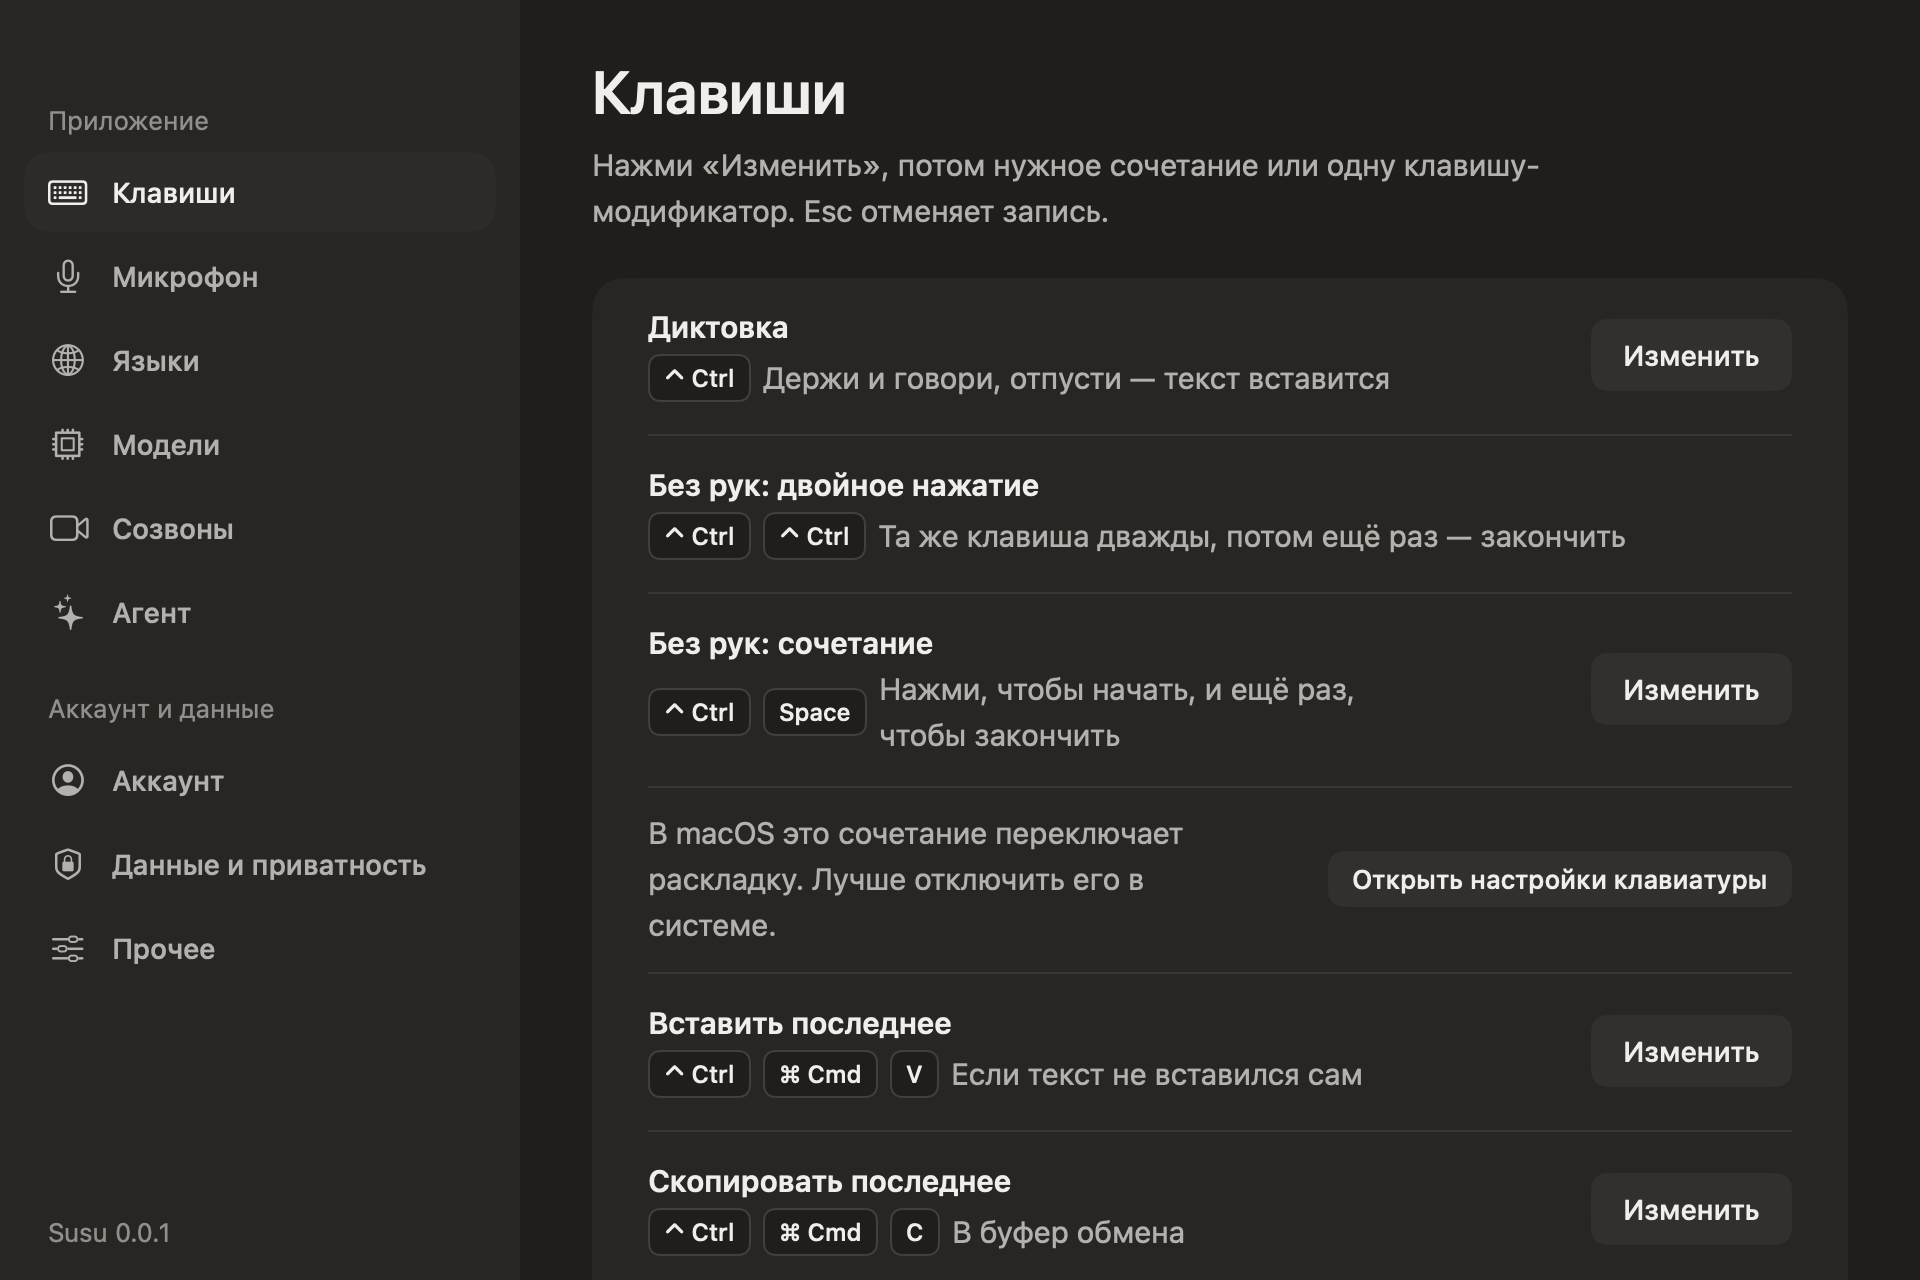 Приложение
Клавиши
Микрофон
Языки
Модели
Созвоны
Агент
Аккаунт и данные
Аккаунт
Данные и приватность
Прочее
Susu 0.0.1
Клавиши
Нажми «Изменить», потом нужное сочетание или одну клавишу-
модификатор. Esc отменяет запись.
Диктовка
^ Ctrl Держи и говори, отпусти — текст вставится
Изменить
Без рук: двойное нажатие
^ Ctrl ^ Ctrl Та же клавиша дважды, потом ещё раз — закончить
Без рук: сочетание
^ Ctrl Space Нажми, чтобы начать, и ещё раз,
чтобы закончить
Изменить
В macOS это сочетание переключает
раскладку. Лучше отключить его в
системе.
Открыть настройки клавиатуры
Вставить последнее
^ Ctrl ⌘ Cmd V Если текст не вставился сам
Изменить
Скопировать последнее
^ Ctrl ⌘ Cmd C В буфер обмена
Изменить